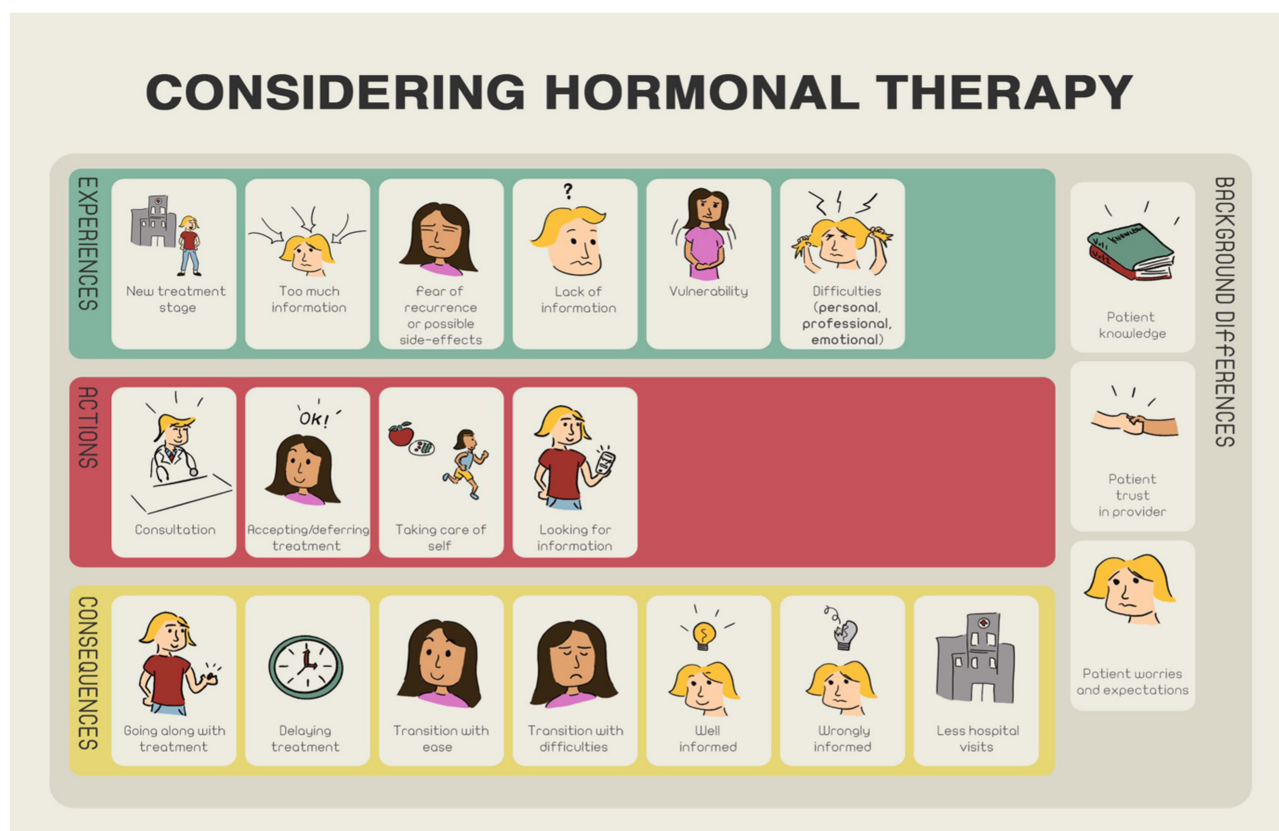 CONSIDERING HORMONAL THERAPY
EXPERIENCES
New treatment
stage
Too much
information
Fear of
recurrence
or possible
side-effects
?
Lack of
information
Vulnerability
Difficulties
(personal,
professional,
emotional)
ACTIONS
Consultation
OK!
Accepting/deferring
treatment
Taking care of
self
Looking for
information
CONSEQUENCES
Going along with
treatment
Delaying
treatment
Transition with
ease
Transition with
difficulties
Well
informed
Wrongly
informed
Less hospital
visits
BACKGROUND DIFFERENCES
Patient
knowledge
Patient
trust
in provider
Patient worries
and expectations